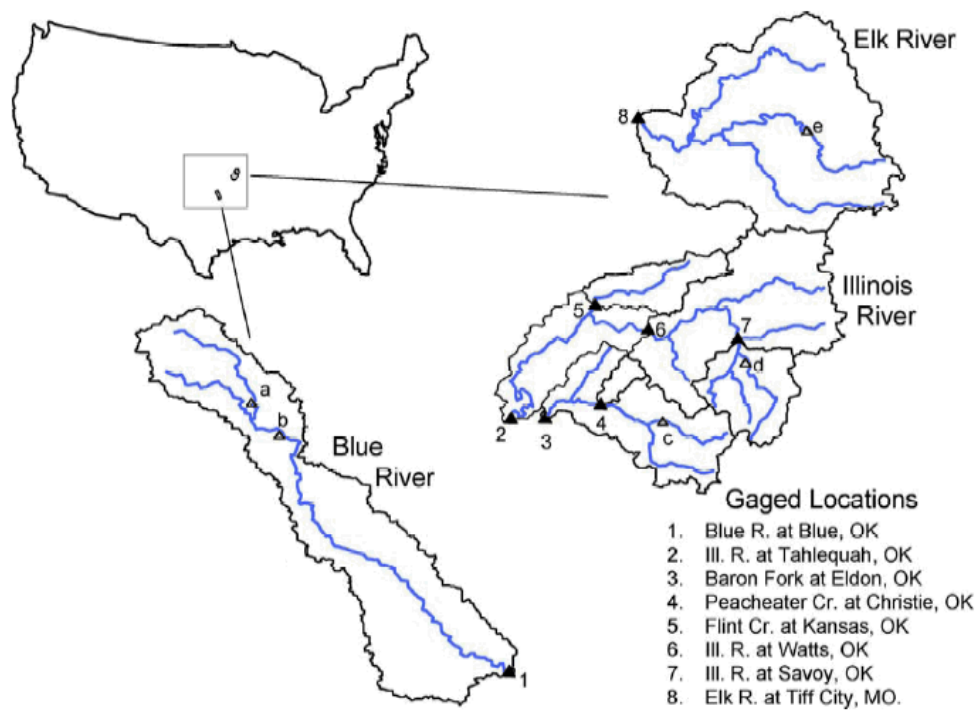 Elk River
8
e
Illinois
River
5
6
7
d
2
3
4
c
a
b
Blue
River
1
Gaged Locations
1. Blue R. at Blue, OK
2. Ill. R. at Tahlequah, OK
3. Baron Fork at Eldon, OK
4. Peacheater Cr. at Christie, OK
5. Flint Cr. at Kansas, OK
6. Ill. R. at Watts, OK
7. Ill. R. at Savoy, OK
8. Elk R. at Tiff City, MO.